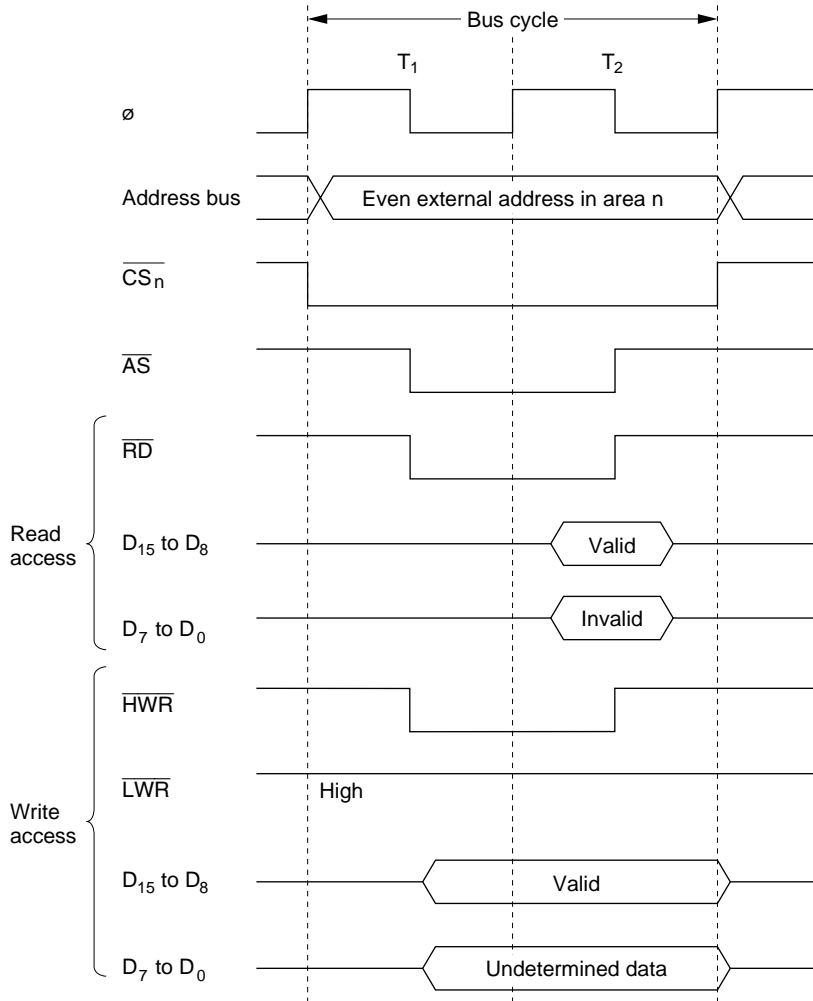 Bus cycle
T1 T2
ø
Address bus Even external address in area n
CSn
AS
RD
Read
access
D15 to D8 Valid
D7 to D0 Invalid
HWR
LWR High
Write
access
D15 to D8 Valid
D7 to D0 Undetermined data